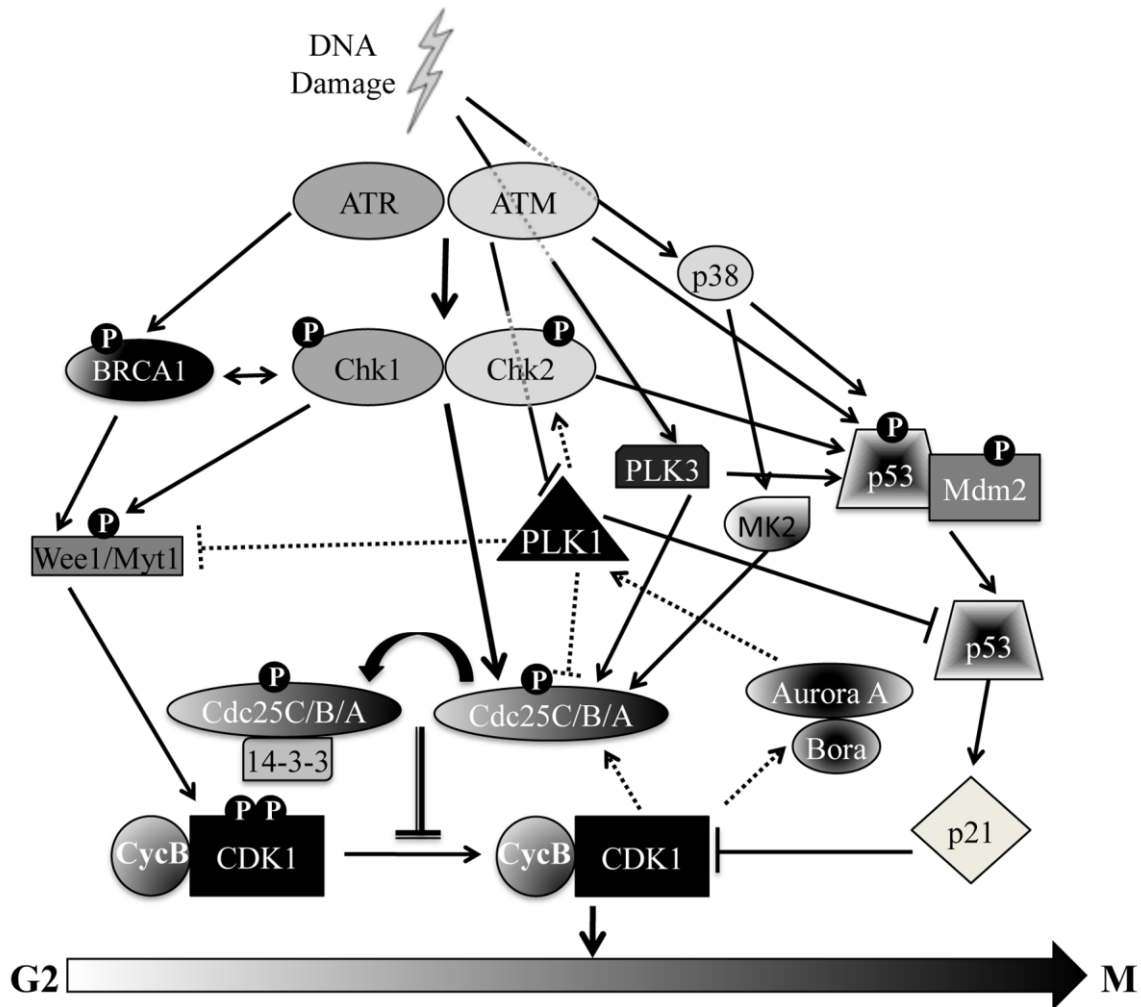 DNA
Damage
ATR
ATM
p38
P
BRCA1
P
Chk1
P
Chk2
PLK3
P
p53
P
Mdm2
P
Wee1/Myt1
PLK1
MK2
p53
P
Cdc25C/B/A
14-3-3
P
Cdc25C/B/A
Aurora A
Bora
P P
CycB
CDK1
CycB
CDK1
p21
G2
M